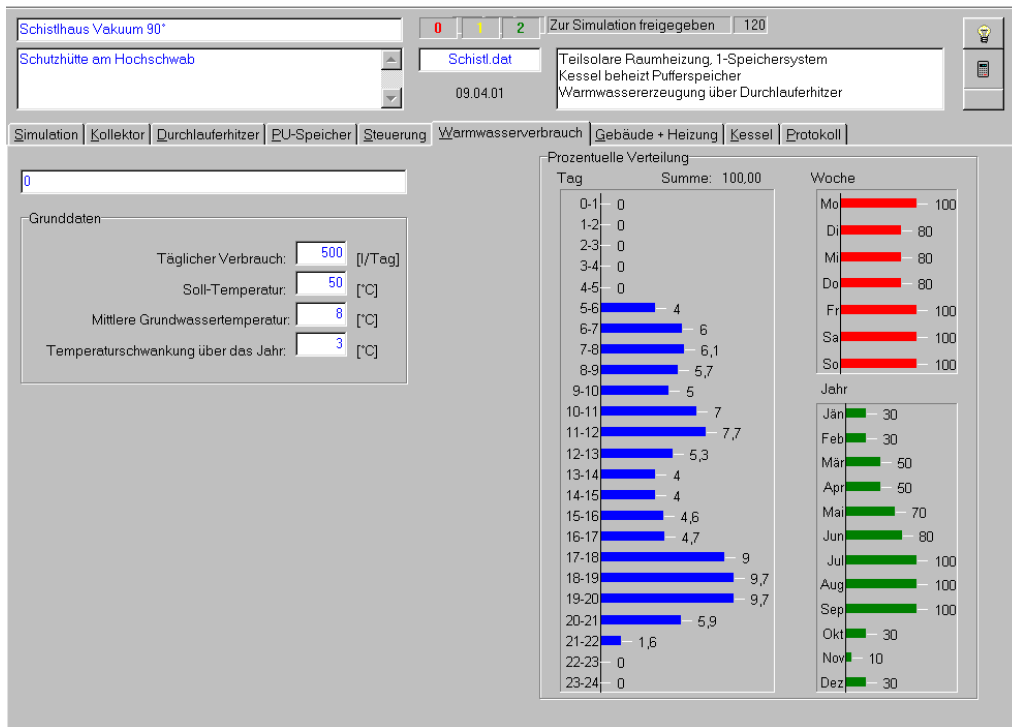 Schistlhaus Vakuum 90°
0 1 2 Zur Simulation freigegeben 120
Schutzhütte am Hochschwab
Schistl.dat
09.04.01
Teilsolare Raumheizung, 1-Speichersystem
Kessel beheizt Pufferspeicher
Warmwassererzeugung über Durchlauferhitzer
Simulation Kollektor Durchlauferhitzer PU-Speicher Steuerung Warmwasserverbrauch Gebäude + Heizung Kessel Protokoll
0
Grunddaten
Täglicher Verbrauch: 500 [l/Tag]
Soll-Temperatur: 50 [°C]
Mittlere Grundwassertemperatur: 8 [°C]
Temperaturschwankung über das Jahr: 3 [°C]
Prozentuelle Verteilung
Tag Summe: 100,00
0-1 0
1-2 0
2-3 0
3-4 0
4-5 0
5-6 4
6-7 6
7-8 6,1
8-9 5,7
9-10 5
10-11 7
11-12 7,7
12-13 5,3
13-14 4
14-15 4
15-16 4,6
16-17 4,7
17-18 9
18-19 9,7
19-20 9,7
20-21 5,9
21-22 1,6
22-23 0
23-24 0
Woche
Mo 100
Di 80
Mi 80
Do 80
Fr 100
Sa 100
So 100
Jahr
Jän 30
Feb 30
Mär 50
Apr 50
Mai 70
Jun 80
Jul 100
Aug 100
Sep 100
Okt 30
Nov 10
Dez 30